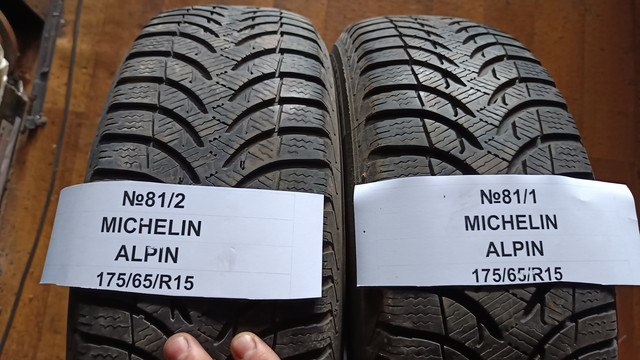 №81/2
MICHELIN
ALPIN
175/65/R15
№81/1
MICHELIN
ALPIN
175/65/R15